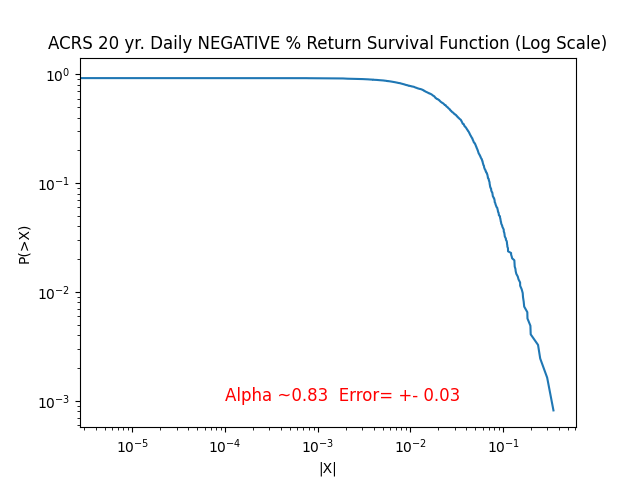 ACRS 20 yr. Daily NEGATIVE % Return Survival Function (Log Scale)
10⁰
10⁻¹
10⁻²
10⁻³
P(>X)
Alpha ~0.83  Error= +- 0.03
10⁻⁵ 10⁻⁴ 10⁻³ 10⁻² 10⁻¹
|X|